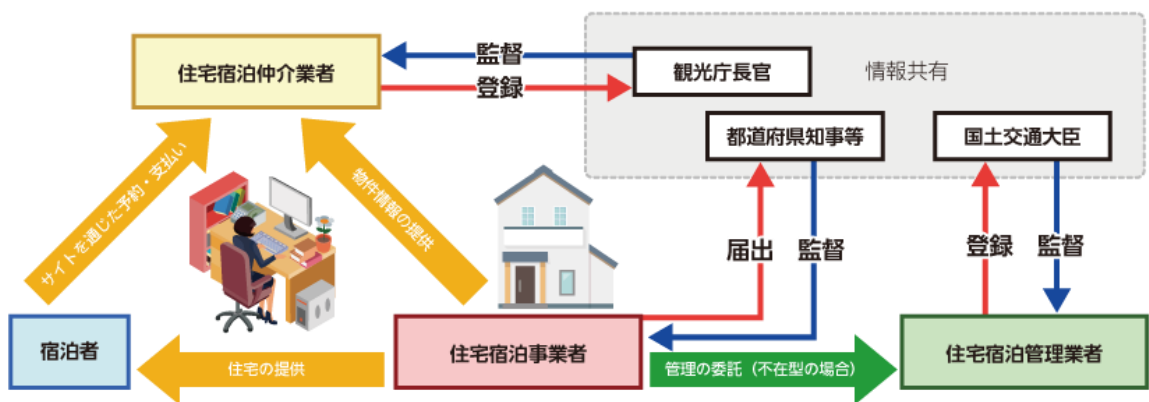 住宅宿泊仲介業者
監督
登録
観光庁長官
情報共有
都道府県知事等
国土交通大臣
サイトを通じた予約・支払い
物件情報の提供
届出
監督
登録
監督
宿泊者
住宅の提供
住宅宿泊事業者
管理の委託（不在型の場合）
住宅宿泊管理業者